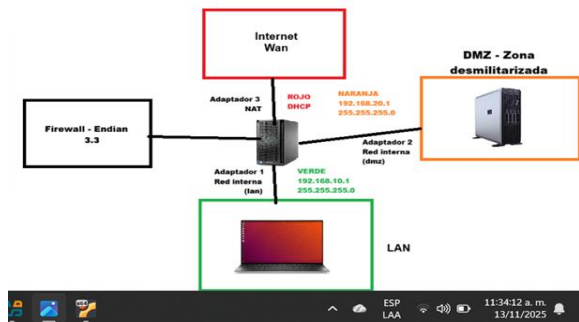 Internet
Wan
DMZ - Zona
desmilitarizada
Adaptador 3
NAT
ROJO
DHCP
NARANJA
192.168.20.1
255.255.255.0
Firewall - Endian
3.3
Adaptador 2
Red interna
(dmz)
Adaptador 1
Red interna
(lan)
VERDE
192.168.10.1
255.255.255.0
LAN
ESP
LAA
11:34:12 a. m.
13/11/2025